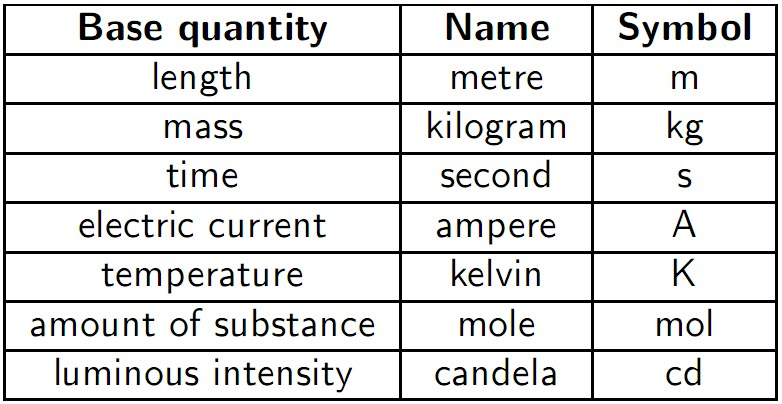 Base quantity Name Symbol
length metre m
mass kilogram kg
time second s
electric current ampere A
temperature kelvin K
amount of substance mole mol
luminous intensity candela cd